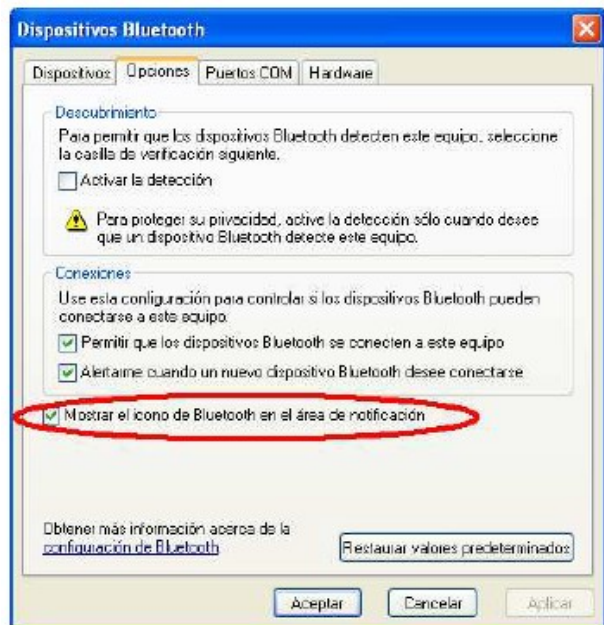 Dispositivos Bluetooth
Dispositivos Opciones Puertos COM Hardware
Descubrimiento
Para permitir que los dispositivos Bluetooth detecten este equipo, seleccione
la casilla de verificación siguiente.
Activar la detección
Para proteger su privacidad, active la detección sólo cuando desee
que un dispositivo Bluetooth detecte este equipo.
Conexiones
Use esta configuración para controlar si los dispositivos Bluetooth pueden
conectarse a este equipo.
Permitir que los dispositivos Bluetooth se conecten a este equipo
Alertarme cuando un nuevo dispositivo Bluetooth desee conectarse
Mostrar el icono de Bluetooth en el área de notificación
Obtener más información acerca de la
configuración de Bluetooth.
Restaurar valores predeterminados
Aceptar Cancelar Aplicar